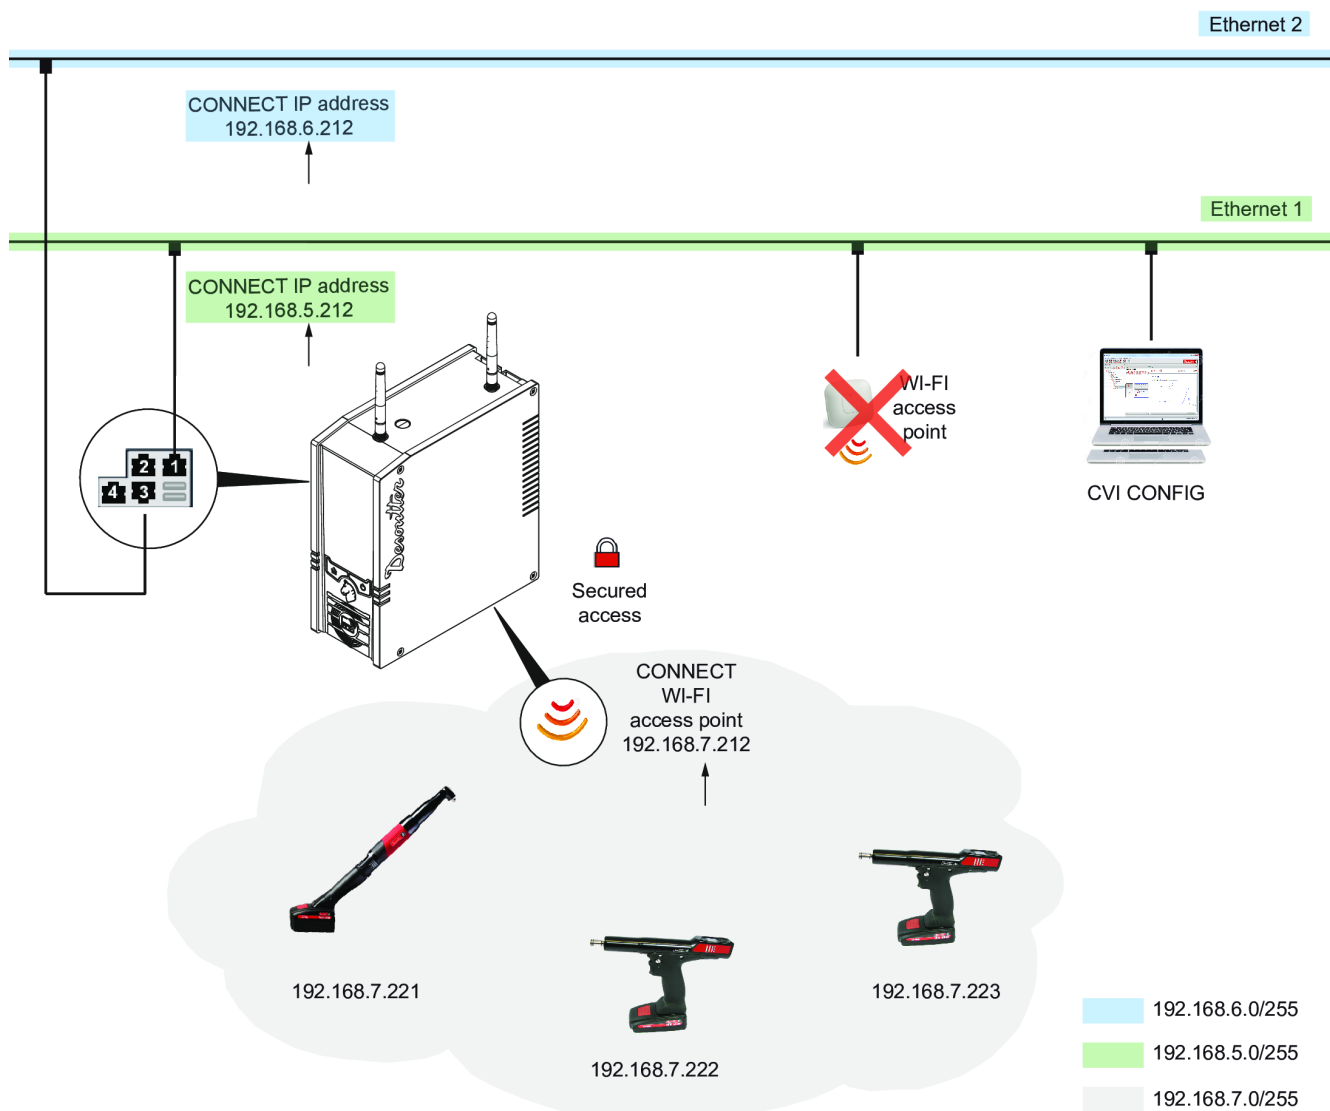 Ethernet 2
CONNECT IP address
192.168.6.212
Ethernet 1
CONNECT IP address
192.168.5.212
WI-FI
access
point
CVI CONFIG
2 1
4 3
Desoutter
Secured
access
CONNECT
WI-FI
access point
192.168.7.212
192.168.7.221
192.168.7.222
192.168.7.223
192.168.6.0/255
192.168.5.0/255
192.168.7.0/255